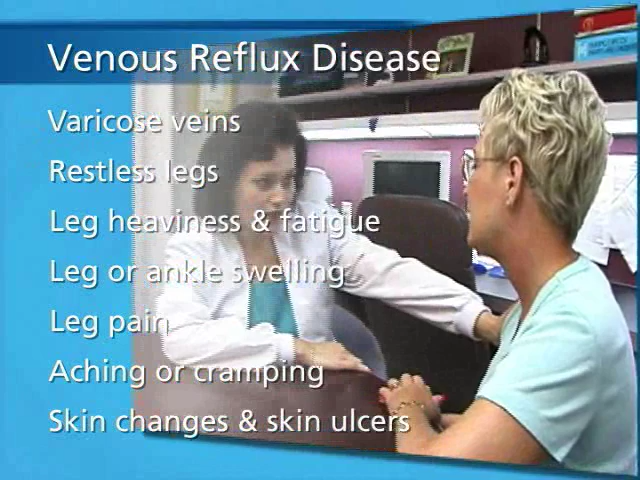 Venous Reflux Disease
Varicose veins
Restless legs
Leg heaviness & fatigue
Leg or ankle swelling
Leg pain
Aching or cramping
Skin changes & skin ulcers